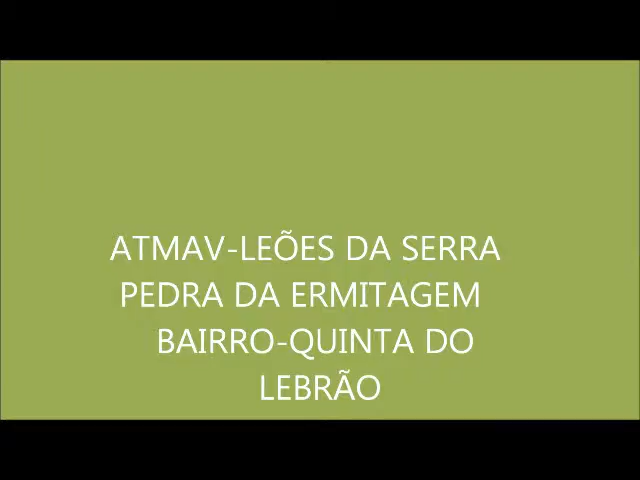 ATMAV-LEÕES DA SERRA
PEDRA DA ERMITAGEM
BAIRRO-QUINTA DO
LEBRÃO